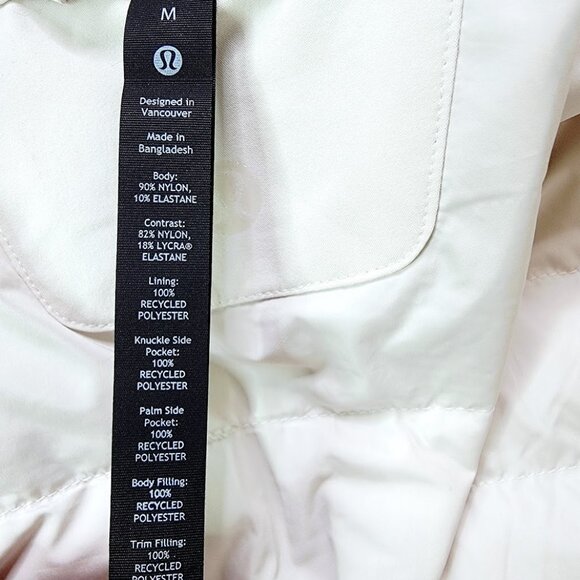 M
Designed in
Vancouver
Made in
Bangladesh
Body:
90% NYLON,
10% ELASTANE
Contrast:
82% NYLON,
18% LYCRA®
ELASTANE
Lining:
100%
RECYCLED
POLYESTER
Knuckle Side
Pocket:
100%
RECYCLED
POLYESTER
Palm Side
Pocket:
100%
RECYCLED
POLYESTER
Body Filling:
100%
RECYCLED
POLYESTER
Trim Filling:
100%
RECYCLED
POLYESTER